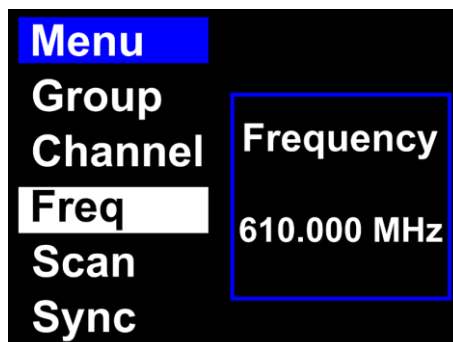 Menu
Group
Channel
Freq
Scan
Sync
Frequency
610.000 MHz